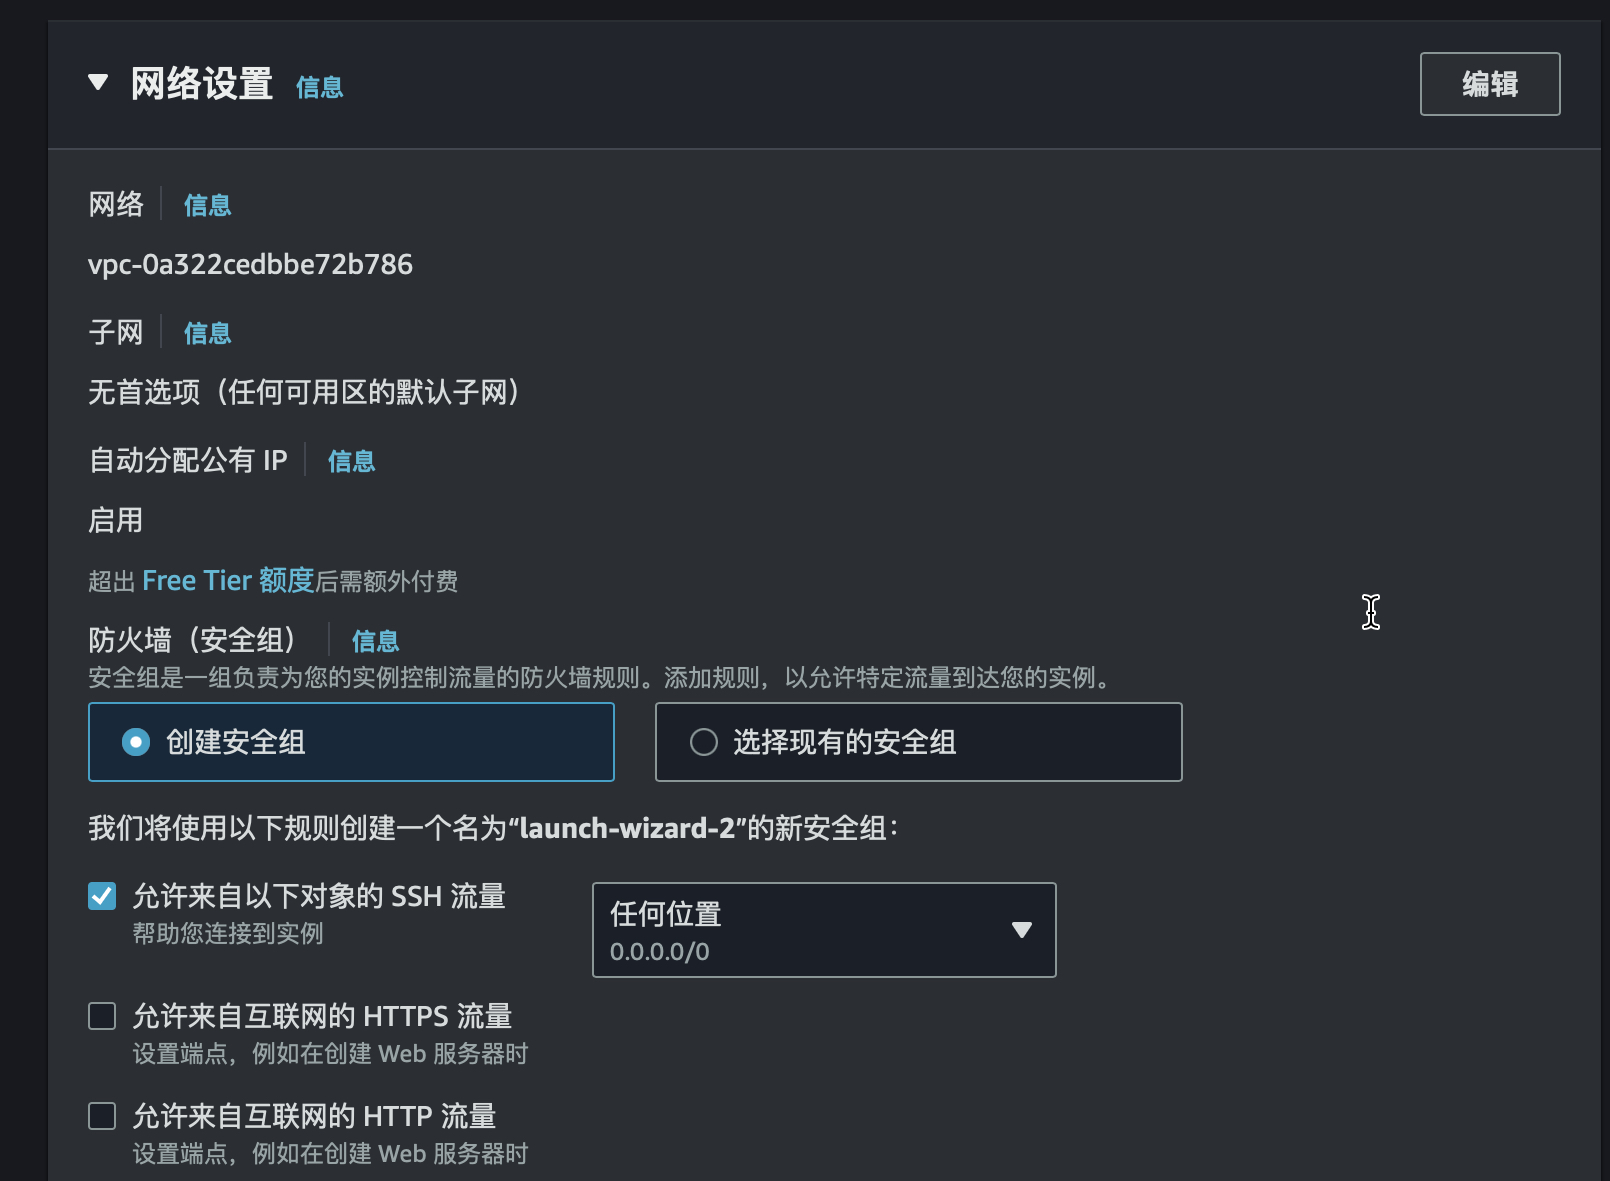 网络设置 信息
编辑
网络 信息
vpc-0a322cedbbe72b786
子网 信息
无首选项（任何可用区的默认子网）
自动分配公有 IP 信息
启用
超出 Free Tier 额度后需额外付费
防火墙（安全组） 信息
安全组是一组负责为您的实例控制流量的防火墙规则。添加规则，以允许特定流量到达您的实例。
创建安全组
选择现有的安全组
我们将使用以下规则创建一个名为“launch-wizard-2”的新安全组：
允许来自以下对象的 SSH 流量
帮助您连接到实例
任何位置
0.0.0.0/0
允许来自互联网的 HTTPS 流量
设置端点，例如在创建 Web 服务器时
允许来自互联网的 HTTP 流量
设置端点，例如在创建 Web 服务器时